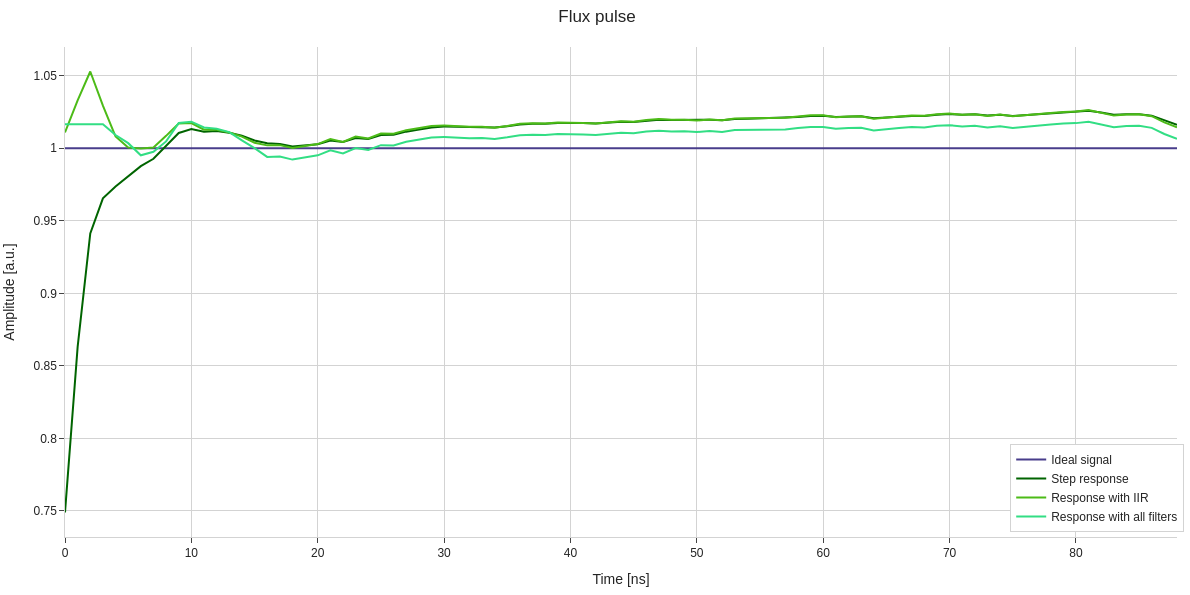 Flux pulse
1.05
1
0.95
0.9
0.85
0.8
0.75
Amplitude [a.u.]
0 10 20 30 40 50 60 70 80
Time [ns]
Ideal signal
Step response
Response with IIR
Response with all filters